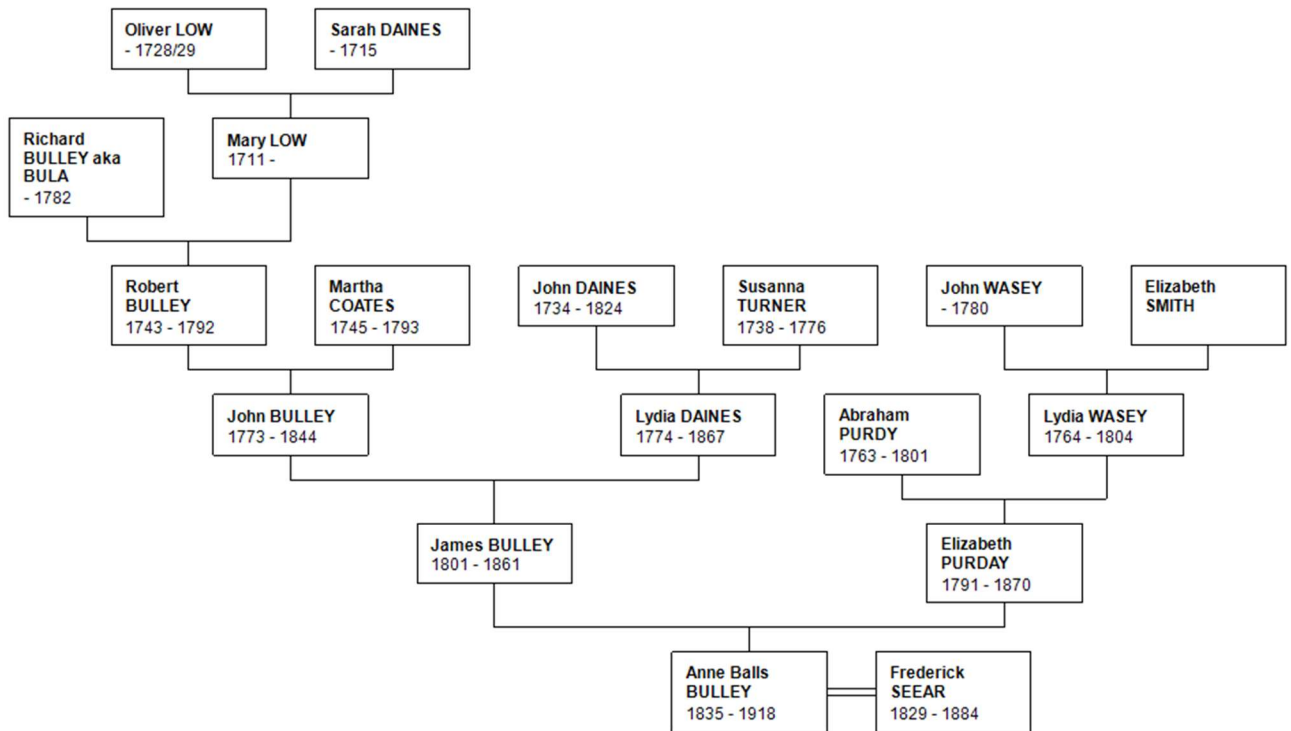 Oliver LOW
- 1728/29
Sarah DAINES
- 1715
Richard
BULLEY aka
BULA
- 1782
Mary LOW
1711 -
Robert
BULLEY
1743 - 1792
Martha
COATES
1745 - 1793
John DAINES
1734 - 1824
Susanna
TURNER
1738 - 1776
John WASEY
- 1780
Elizabeth
SMITH
John BULLEY
1773 - 1844
Lydia DAINES
1774 - 1867
Abraham
PURDY
1763 - 1801
Lydia WASEY
1764 - 1804
James BULLEY
1801 - 1861
Elizabeth
PURDAY
1791 - 1870
Anne Balls
BULLEY
1835 - 1918
Frederick
SEEAR
1829 - 1884